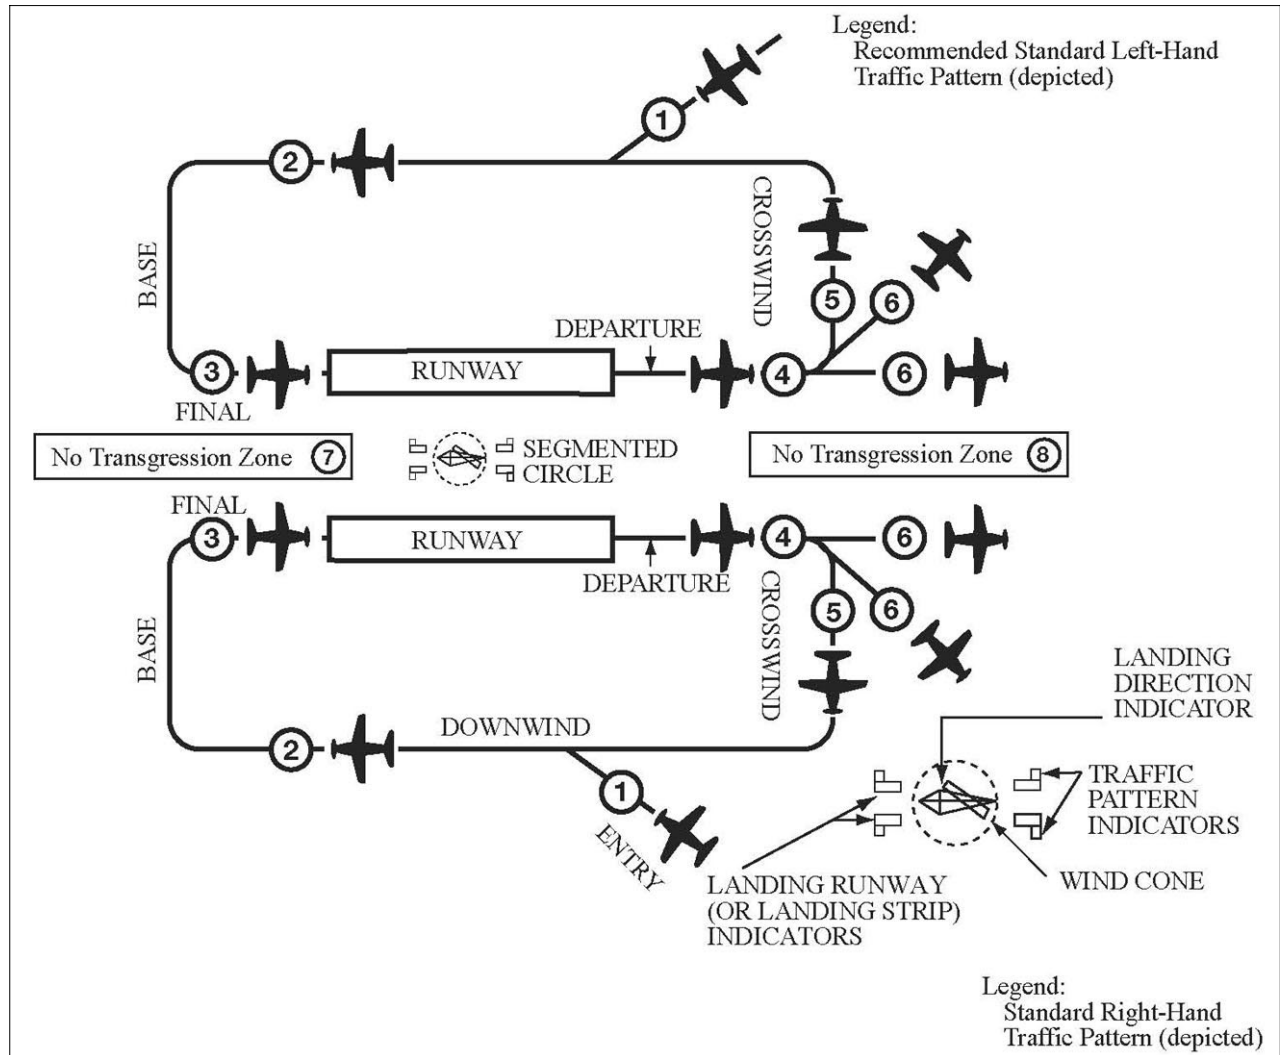 Legend:
Recommended Standard Left-Hand
Traffic Pattern (depicted)
1
2
CROSSWIND
BASE
5
6
DEPARTURE
3
RUNWAY
4
6
FINAL
No Transgression Zone 7
SEGMENTED
CIRCLE
No Transgression Zone 8
FINAL
3
RUNWAY
4
6
DEPARTURE
CROSSWIND
5
6
BASE
LANDING
DIRECTION
INDICATOR
DOWNWIND
2
1
ENTRY
TRAFFIC
PATTERN
INDICATORS
WIND CONE
LANDING RUNWAY
(OR LANDING STRIP)
INDICATORS
Legend:
Standard Right-Hand
Traffic Pattern (depicted)